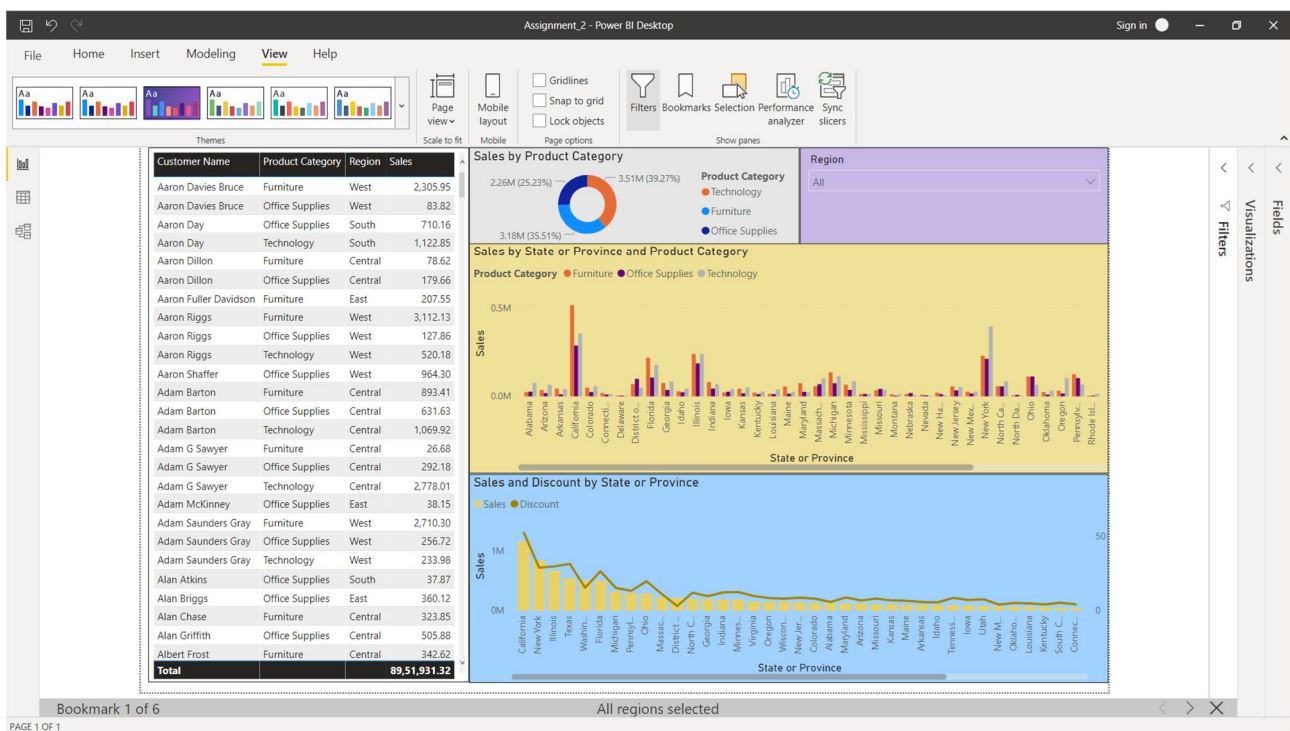 Assignment_2 - Power BI Desktop
Sign in
File Home Insert Modeling View Help
Aa Aa Aa Aa Aa Aa
Themes
Page view
Scale to fit
Mobile layout
Mobile
Gridlines
Snap to grid
Lock objects
Page options
Filters Bookmarks Selection Performance analyzer Sync slicers
Show panes
Customer Name Product Category Region Sales
Aaron Davies Bruce Furniture West 2,305.95
Aaron Davies Bruce Office Supplies West 83.82
Aaron Day Office Supplies South 710.16
Aaron Day Technology South 1,122.85
Aaron Dillon Furniture Central 78.62
Aaron Dillon Office Supplies Central 179.66
Aaron Fuller Davidson Furniture East 207.55
Aaron Riggs Furniture West 3,112.13
Aaron Riggs Office Supplies West 127.86
Aaron Riggs Technology West 520.18
Aaron Shaffer Office Supplies West 964.30
Adam Barton Furniture Central 893.41
Adam Barton Office Supplies Central 631.63
Adam Barton Technology Central 1,069.92
Adam G Sawyer Furniture Central 26.68
Adam G Sawyer Office Supplies Central 292.18
Adam G Sawyer Technology Central 2,778.01
Adam McKinney Office Supplies East 38.15
Adam Saunders Gray Furniture West 2,710.30
Adam Saunders Gray Office Supplies West 256.72
Adam Saunders Gray Technology West 233.98
Alan Atkins Office Supplies South 37.87
Alan Briggs Office Supplies East 360.12
Alan Chase Furniture Central 323.85
Alan Griffith Office Supplies Central 505.88
Albert Frost Furniture Central 342.62
Total 89,51,931.32
Sales by Product Category
2.26M (25.23%)
3.51M (39.27%)
3.18M (35.51%)
Product Category
Technology
Furniture
Office Supplies
Region
All
Sales by State or Province and Product Category
Product Category Furniture Office Supplies Technology
0.5M
0.0M
Sales
Alabama
Arizona
Arkansas
California
Colorado
Connecti...
Delaware
District o...
Florida
Georgia
Idaho
Illinois
Indiana
Iowa
Kansas
Kentucky
Louisiana
Maine
Maryland
Massach...
Michigan
Minnesota
Mississippi
Missouri
Montana
Nebraska
Nevada
New Ha...
New Jersey
New Mex...
New York
North Ca...
North Da...
Ohio
Oklahoma
Oregon
Pennsylv...
Rhode Isl...
State or Province
Sales and Discount by State or Province
Sales Discount
1M
0M
50
0
Sales
California
New York
Illinois
Texas
Washin...
Florida
Michigan
Pennsyl...
Ohio
Massac...
District ...
North C...
Georgia
Indiana
Minnes...
Virginia
Oregon
Wiscon...
New Jer...
Colorado
Alabama
Maryland
Arizona
Missouri
Kansas
Maine
Arkansas
Idaho
Tenness...
Iowa
Utah
New M...
Oklaho...
Louisiana
Kentucky
South C...
Connec...
State or Province
Filters
Visualizations
Fields
Bookmark 1 of 6
All regions selected
PAGE 1 OF 1